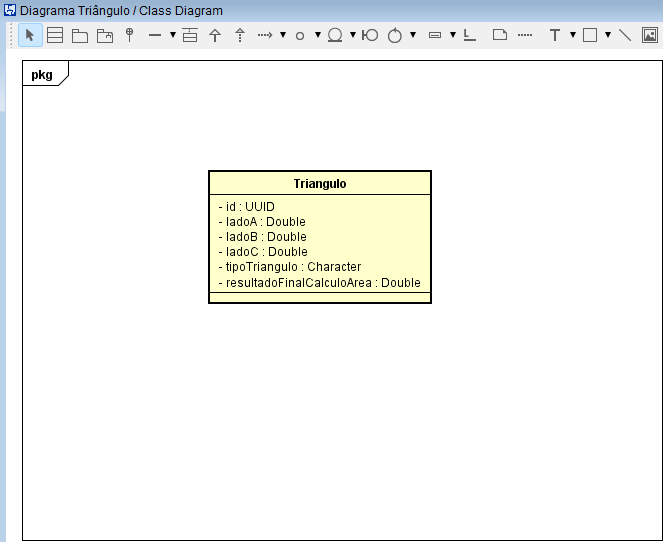 Diagrama Triângulo / Class Diagram
T
pkg
Triangulo
- id : UUID
- ladoA : Double
- ladoB : Double
- ladoC : Double
- tipoTriangulo : Character
- resultadoFinalCalculoArea : Double